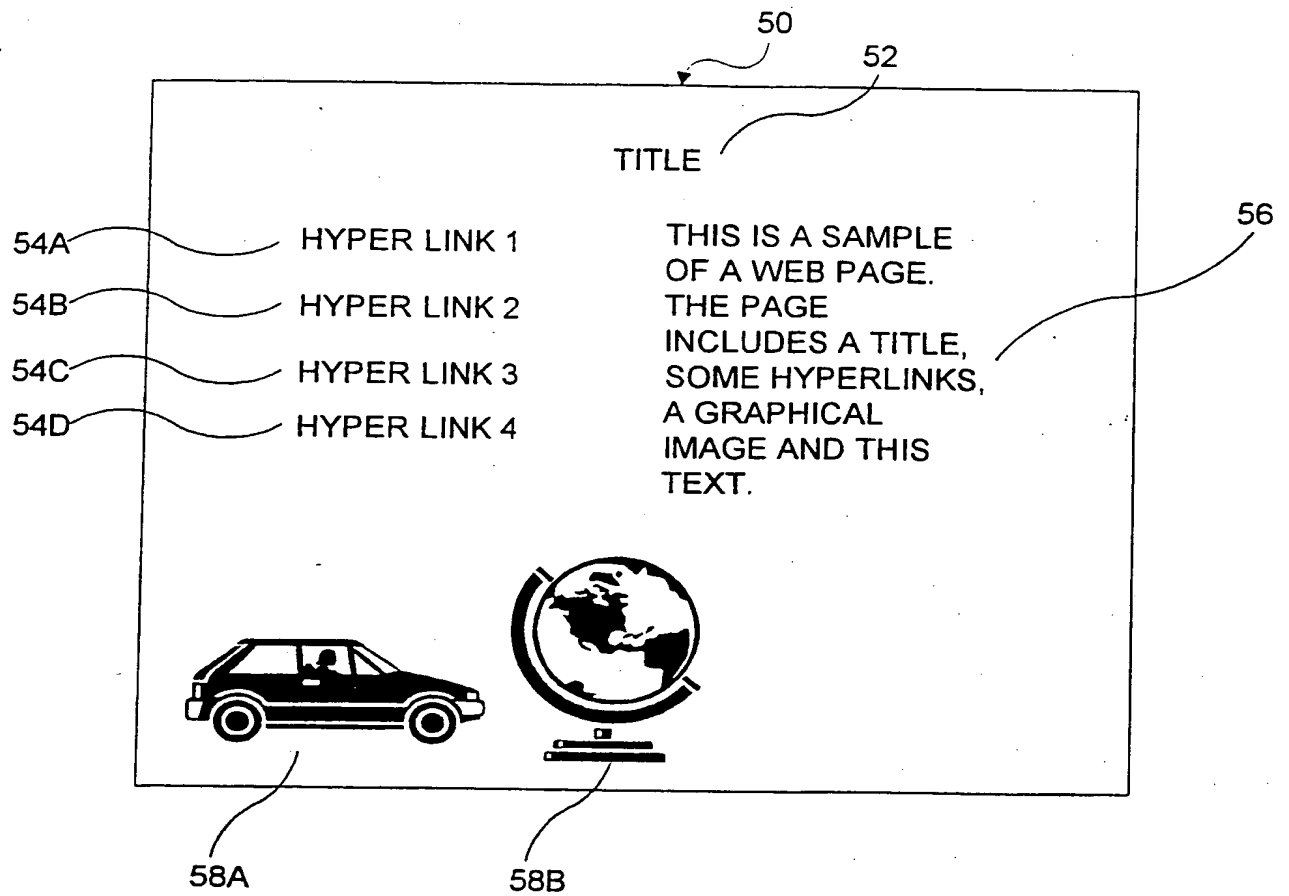 50
52
TITLE
54A
HYPER LINK 1
54B
HYPER LINK 2
54C
HYPER LINK 3
54D
HYPER LINK 4
THIS IS A SAMPLE
OF A WEB PAGE.
THE PAGE
INCLUDES A TITLE,
SOME HYPERLINKS,
A GRAPHICAL
IMAGE AND THIS
TEXT.
56
58A
58B